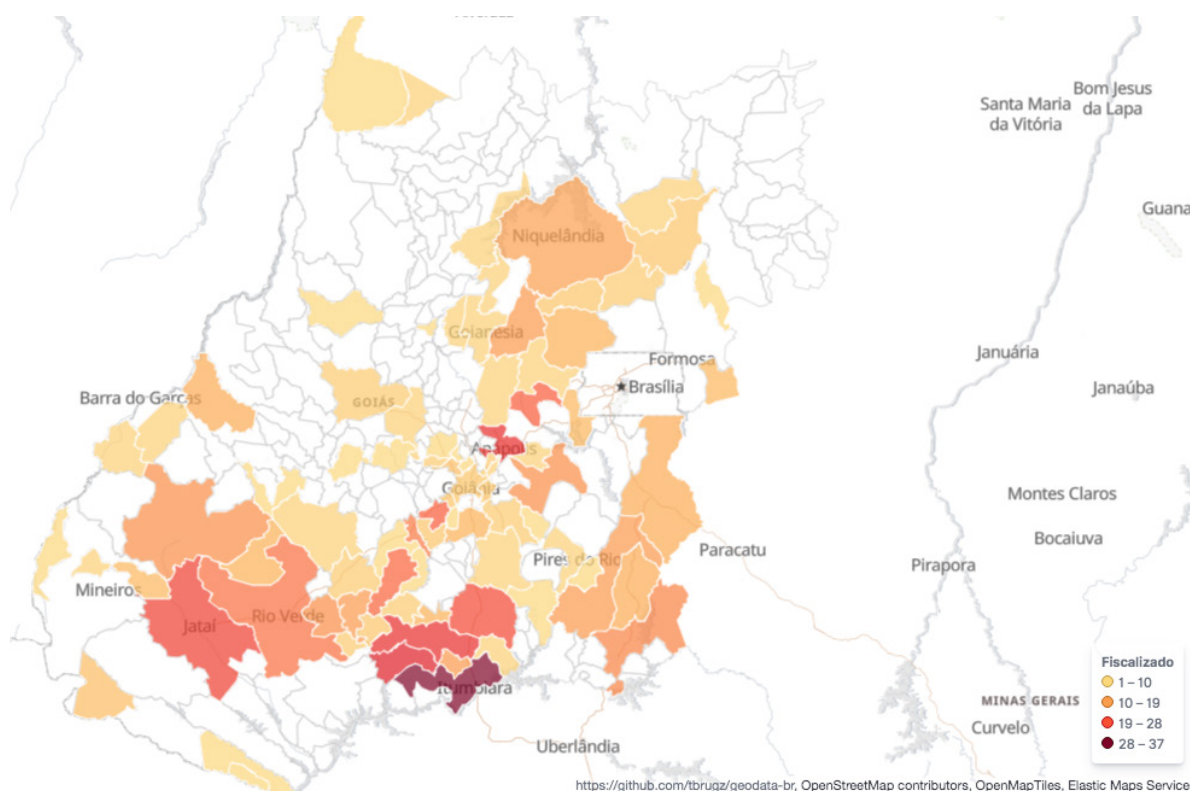 Bom Jesus
da Lapa
Santa Maria
da Vitória
Guana
Niquelândia
Goianesia
Formosa
Brasília
Januária
Janaúba
Barra do Garças
GOIÁS
Anápolis
Goiânia
Montes Claros
Bocaiuva
Pires do Rio
Paracatu
Pirapora
Mineiros
Rio Verde
Jataí
Itumbiara
Uberlândia
MINAS GERAIS
Curvelo
Fiscalizado
1 – 10
10 – 19
19 – 28
28 – 37
https://github.com/tbrugz/geodata-br, OpenStreetMap contributors, OpenMapTiles, Elastic Maps Service